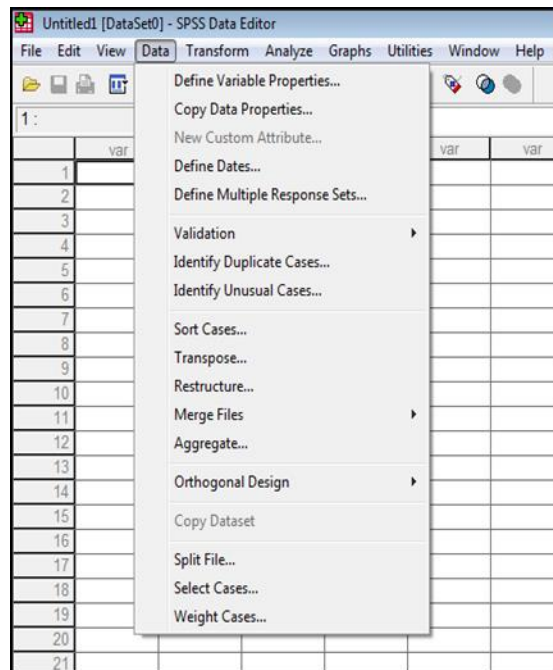 Untitled1 [DataSet0] - SPSS Data Editor
File Edit View Data Transform Analyze Graphs Utilities Window Help
1 :
var var var
Define Variable Properties...
Copy Data Properties...
New Custom Attribute...
Define Dates...
Define Multiple Response Sets...
Validation
Identify Duplicate Cases...
Identify Unusual Cases...
Sort Cases...
Transpose...
Restructure...
Merge Files
Aggregate...
Orthogonal Design
Copy Dataset
Split File...
Select Cases...
Weight Cases...
1
2
3
4
5
6
7
8
9
10
11
12
13
14
15
16
17
18
19
20
21